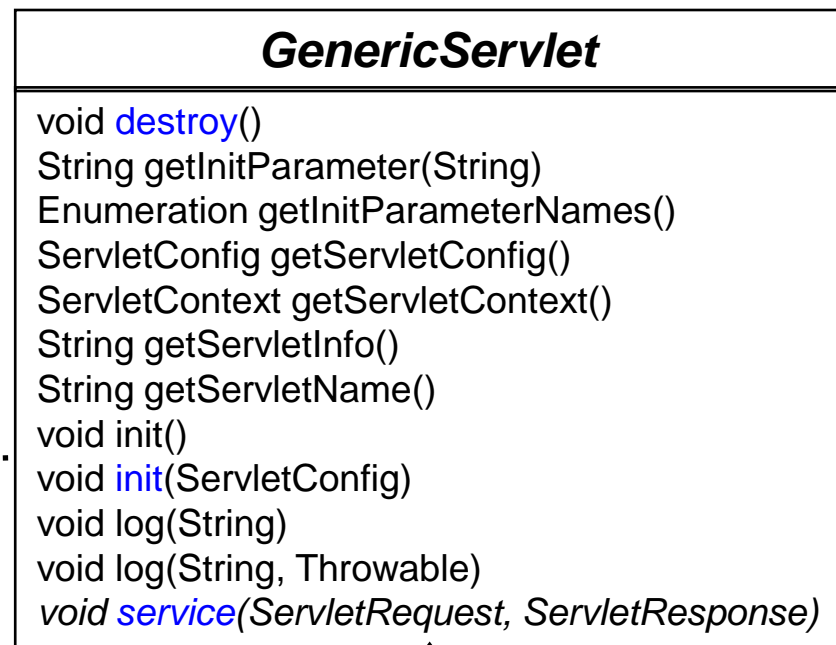 GenericServlet
void destroy()
String getInitParameter(String)
Enumeration getInitParameterNames()
ServletConfig getServletConfig()
ServletContext getServletContext()
String getServletInfo()
String getServletName()
void init()
void init(ServletConfig)
void log(String)
void log(String, Throwable)
void service(ServletRequest, ServletResponse)